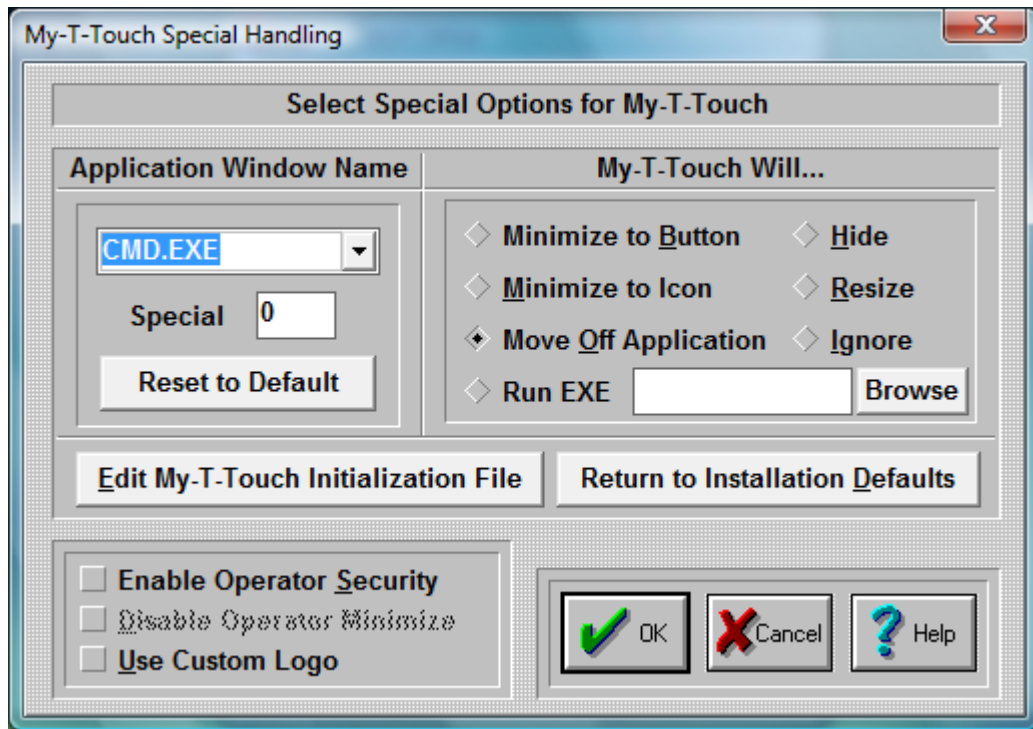 My-T-Touch Special Handling
Select Special Options for My-T-Touch
Application Window Name
My-T-Touch Will...
CMD.EXE
Special 0
Reset to Default
Minimize to Button
Hide
Minimize to Icon
Resize
Move Off Application
Ignore
Run EXE
Browse
Edit My-T-Touch Initialization File
Return to Installation Defaults
Enable Operator Security
Disable Operator Minimize
Use Custom Logo
OK
Cancel
Help